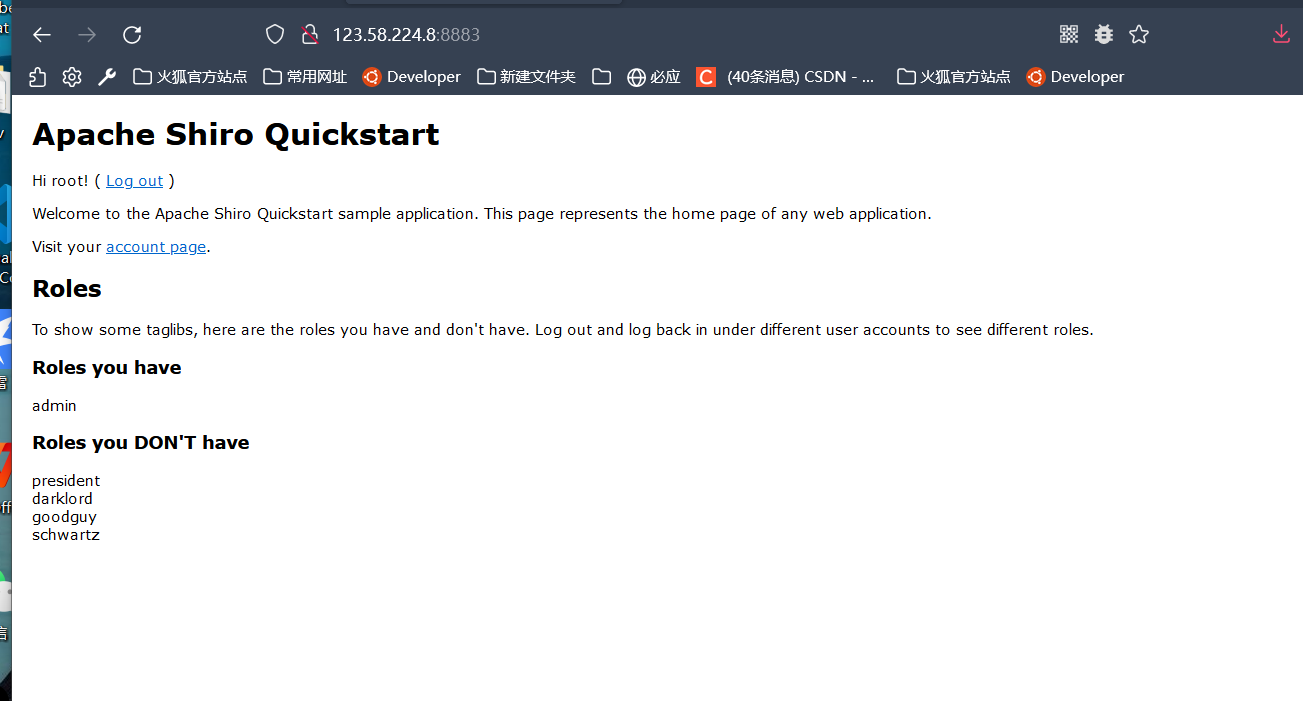 123.58.224.8:8883
火狐官方站点 常用网址 Developer 新建文件夹 必应 C (40条消息) CSDN - ... 火狐官方站点 Developer
Apache Shiro Quickstart
Hi root! ( Log out )
Welcome to the Apache Shiro Quickstart sample application. This page represents the home page of any web application.
Visit your account page.
Roles
To show some taglibs, here are the roles you have and don't have. Log out and log back in under different user accounts to see different roles.
Roles you have
admin
Roles you DON'T have
president
darklord
goodguy
schwartz